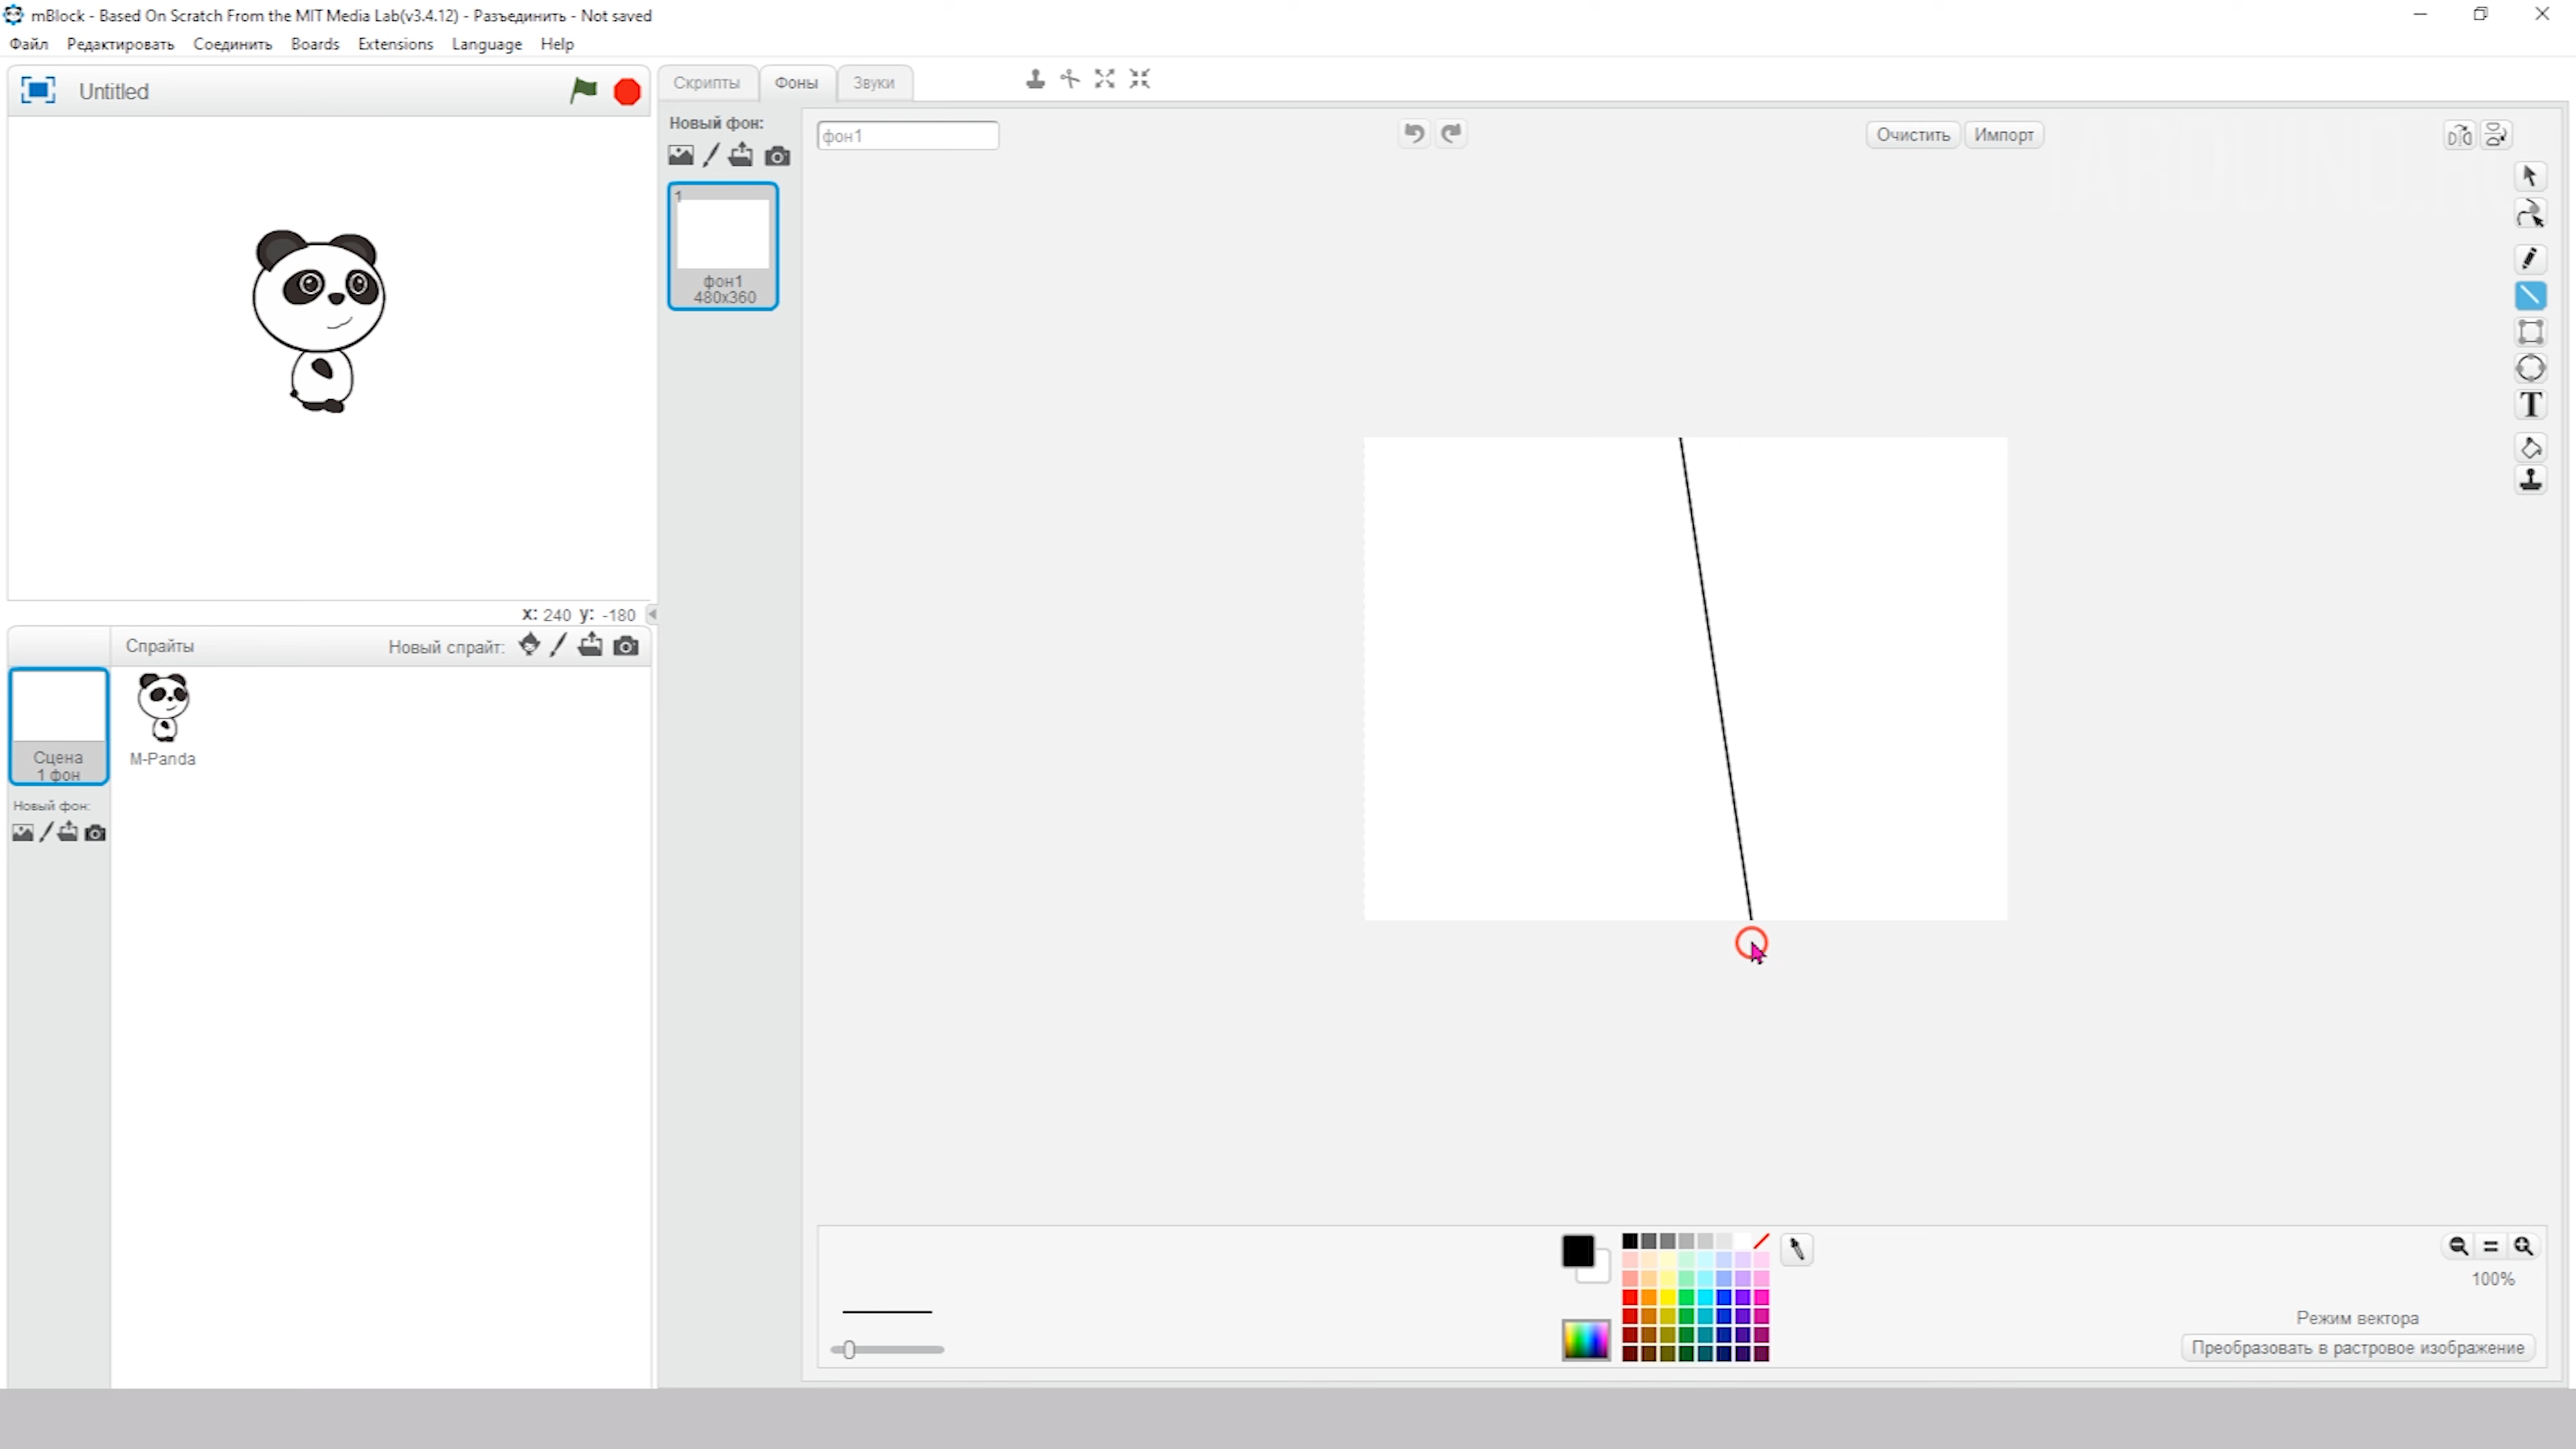 mBlock - Based On Scratch From the MIT Media Lab(v3.4.12) - Разъединить - Not saved
Файл Редактировать Соединить Boards Extensions Language Help
Untitled
Скрипты Фоны Звуки
Новый фон:
фон1
Очистить Импорт
1
фон1
480x360
T
x: 240 y: -180
Спрайты
Новый спрайт:
Сцена
1 фон
M-Panda
Новый фон:
100%
Режим вектора
Преобразовать в растровое изображение